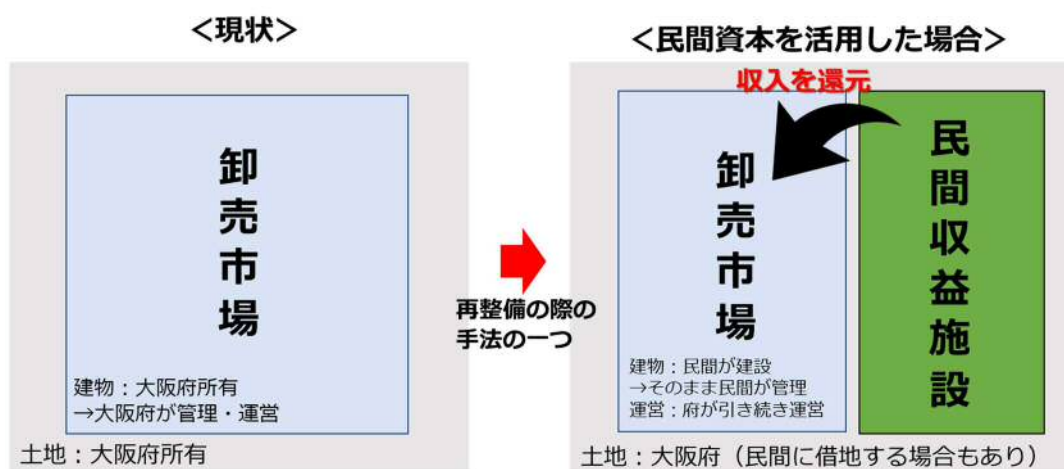 ＜現状＞
卸売市場
建物：大阪府所有
→大阪府が管理・運営
土地：大阪府所有
再整備の際の
手法の一つ
＜民間資本を活用した場合＞
収入を還元
卸売市場
建物：民間が建設
→そのまま民間が管理
運営：府が引き続き運営
民間収益施設
土地：大阪府（民間に借地する場合もあり）